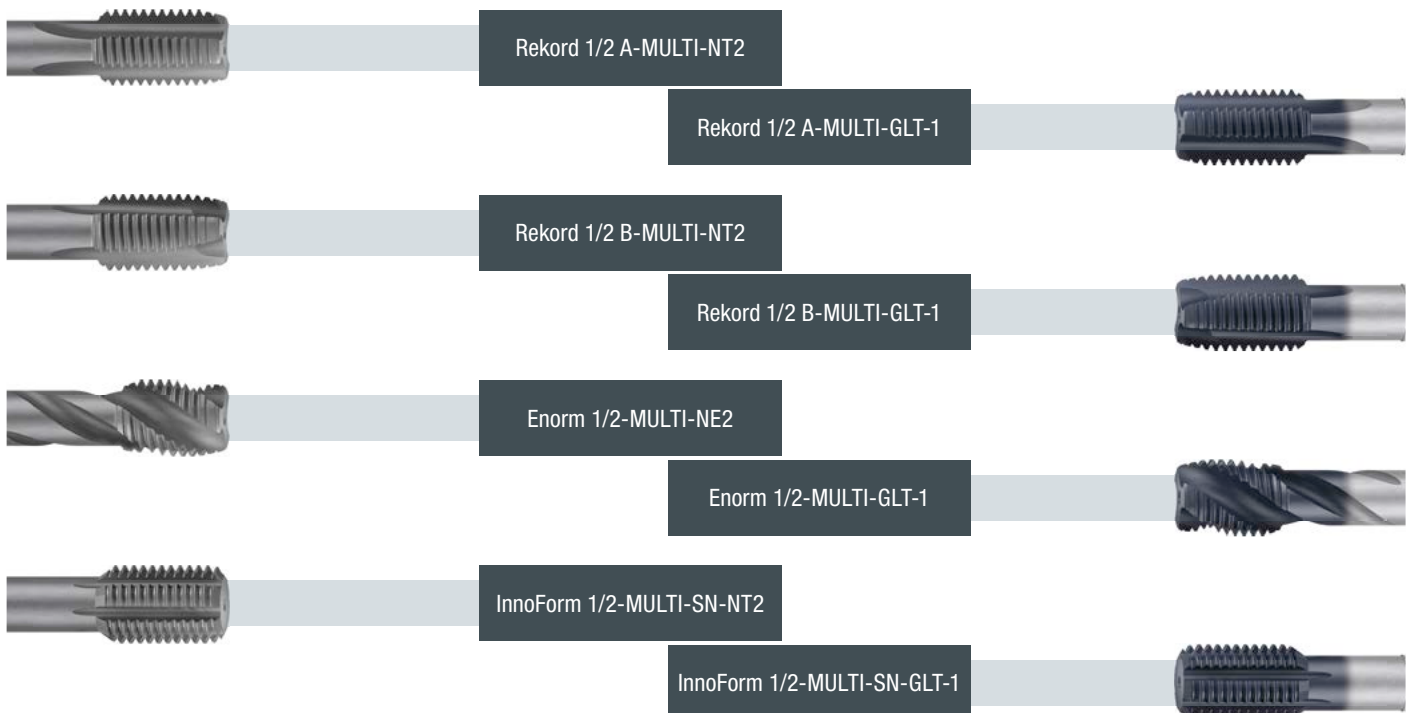 Rekord 1/2 A-MULTI-NT2
Rekord 1/2 A-MULTI-GLT-1
Rekord 1/2 B-MULTI-NT2
Rekord 1/2 B-MULTI-GLT-1
Enorm 1/2-MULTI-NE2
Enorm 1/2-MULTI-GLT-1
InnoForm 1/2-MULTI-SN-NT2
InnoForm 1/2-MULTI-SN-GLT-1